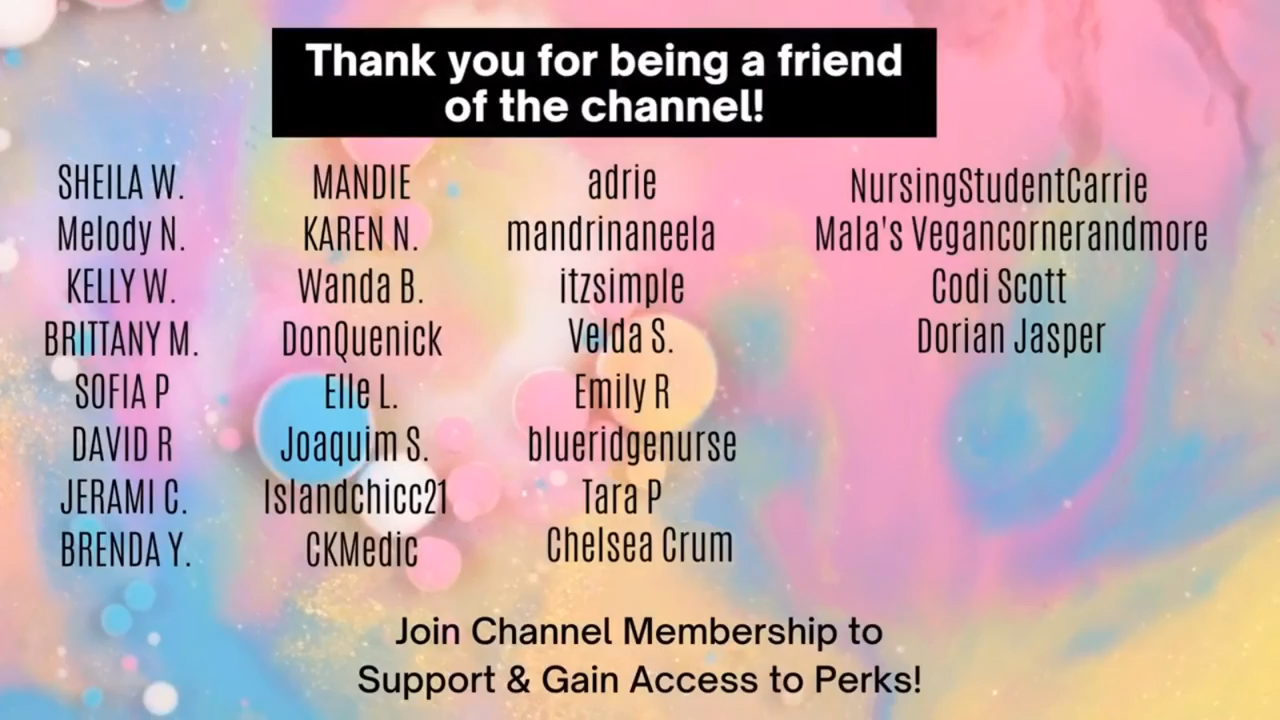 Thank you for being a friend
of the channel!
SHEILA W.
Melody N.
KELLY W.
BRITTANY M.
SOFIA P
DAVID R
JERAMI C.
BRENDA Y.
MANDIE
KAREN N.
Wanda B.
DonQuenick
Elle L.
Joaquim S.
Islandchicc21
CKMedic
adrie
mandrinaneela
itzsimple
Velda S.
Emily R
blueridgenurse
Tara P
Chelsea Crum
NursingStudentCarrie
Mala's Vegancornerandmore
Codi Scott
Dorian Jasper
Join Channel Membership to
Support & Gain Access to Perks!